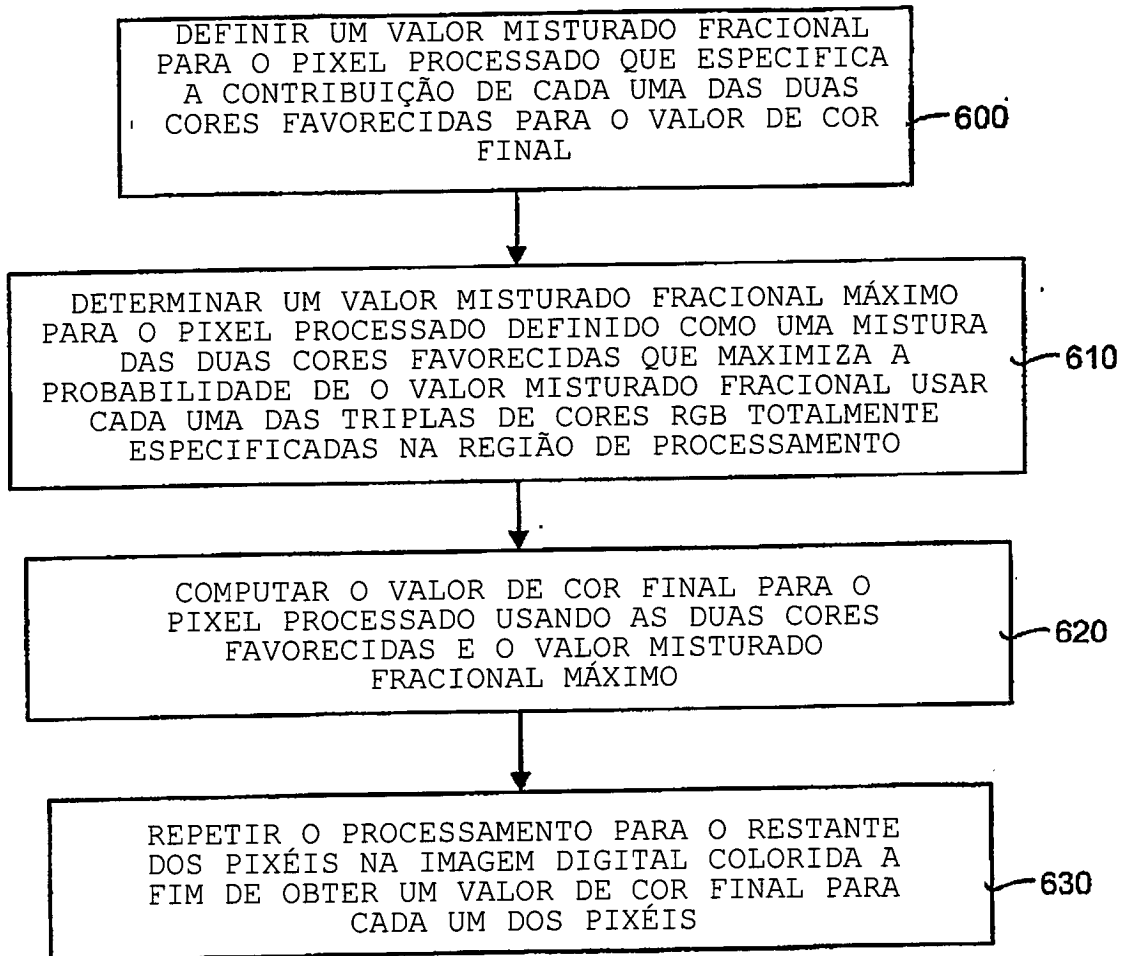 DEFINIR UM VALOR MISTURADO FRACIONAL
PARA O PIXEL PROCESSADO QUE ESPECIFICA
A CONTRIBUIÇÃO DE CADA UMA DAS DUAS
CORES FAVORECIDAS PARA O VALOR DE COR
FINAL
600
DETERMINAR UM VALOR MISTURADO FRACIONAL MÁXIMO
PARA O PIXEL PROCESSADO DEFINIDO COMO UMA MISTURA
DAS DUAS CORES FAVORECIDAS QUE MAXIMIZA A
PROBABILIDADE DE O VALOR MISTURADO FRACIONAL USAR
CADA UMA DAS TRIPLAS DE CORES RGB TOTALMENTE
ESPECIFICADAS NA REGIÃO DE PROCESSAMENTO
610
COMPUTAR O VALOR DE COR FINAL PARA O
PIXEL PROCESSADO USANDO AS DUAS CORES
FAVORECIDAS E O VALOR MISTURADO
FRACIONAL MÁXIMO
620
REPETIR O PROCESSAMENTO PARA O RESTANTE
DOS PIXÉIS NA IMAGEM DIGITAL COLORIDA A
FIM DE OBTER UM VALOR DE COR FINAL PARA
CADA UM DOS PIXÉIS
630